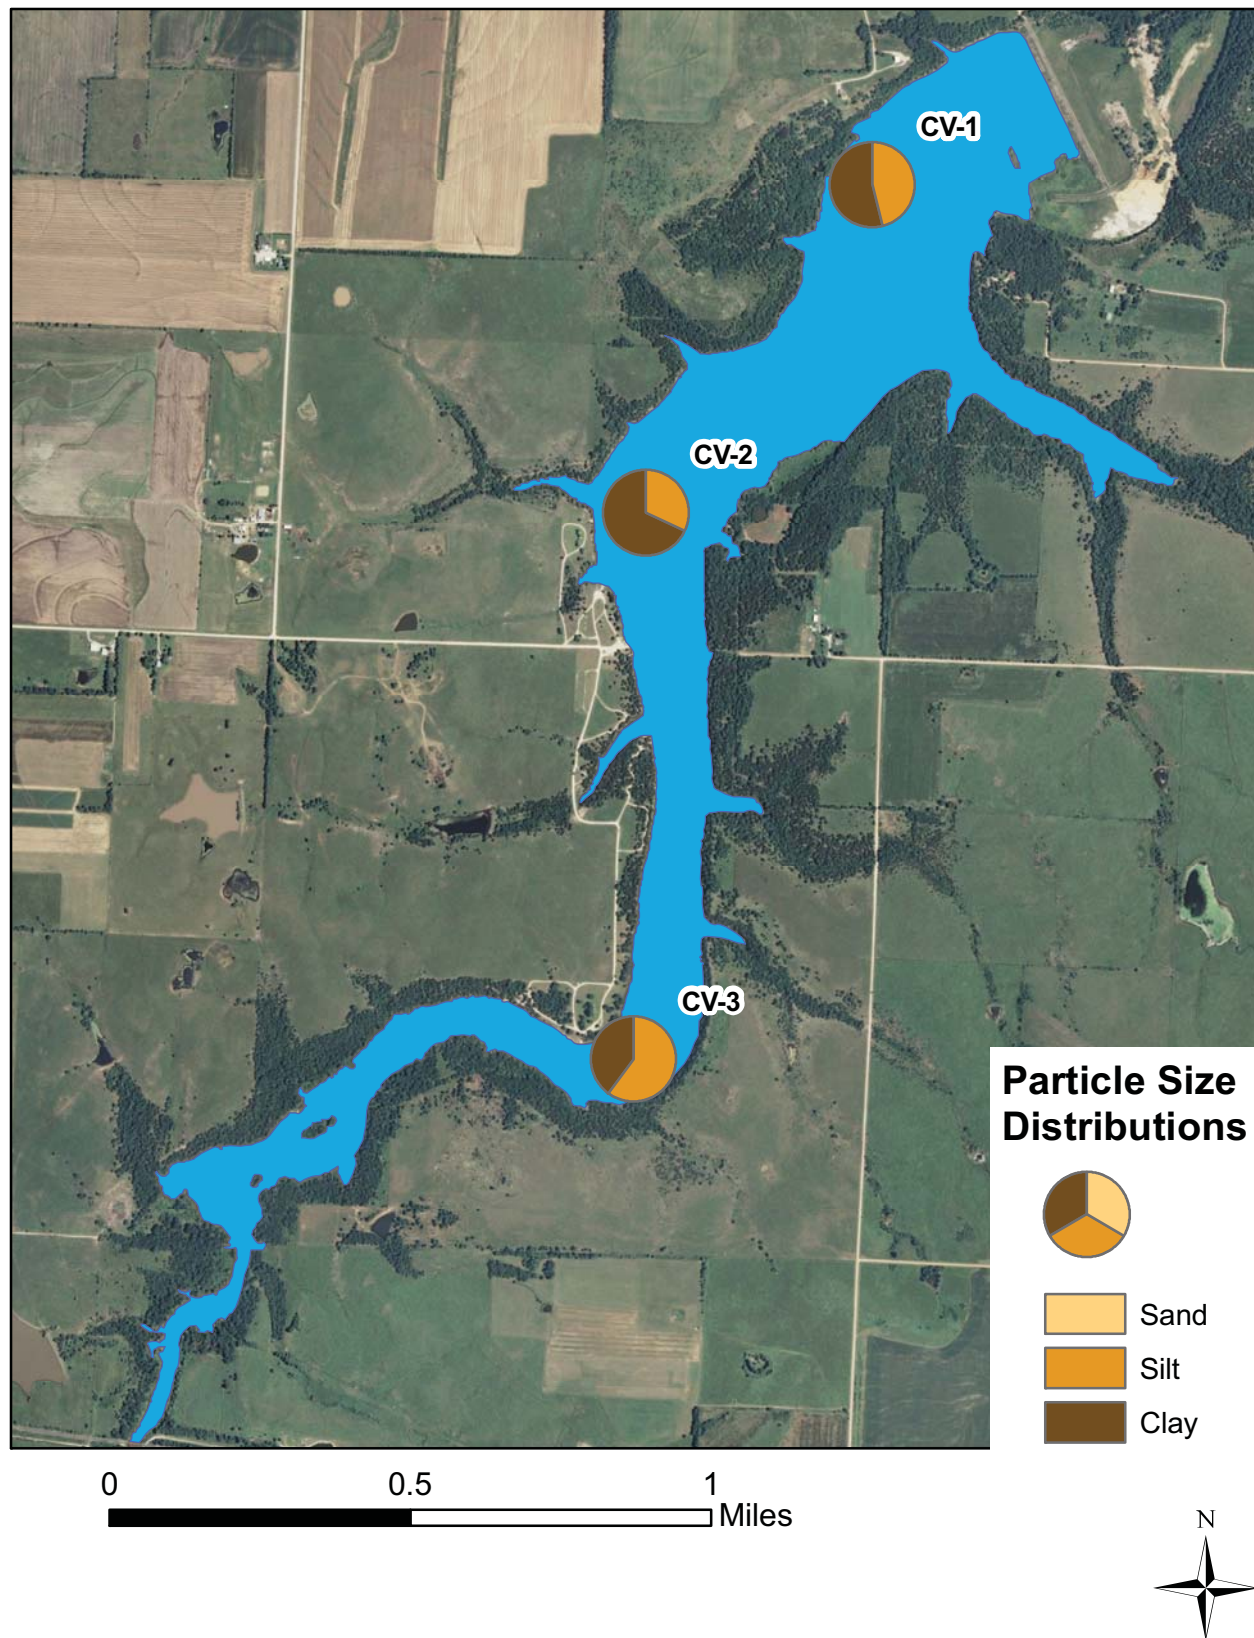 CV-1
CV-2
CV-3
Particle Size
Distributions
Sand
Silt
Clay
0 0.5 1
Miles
N